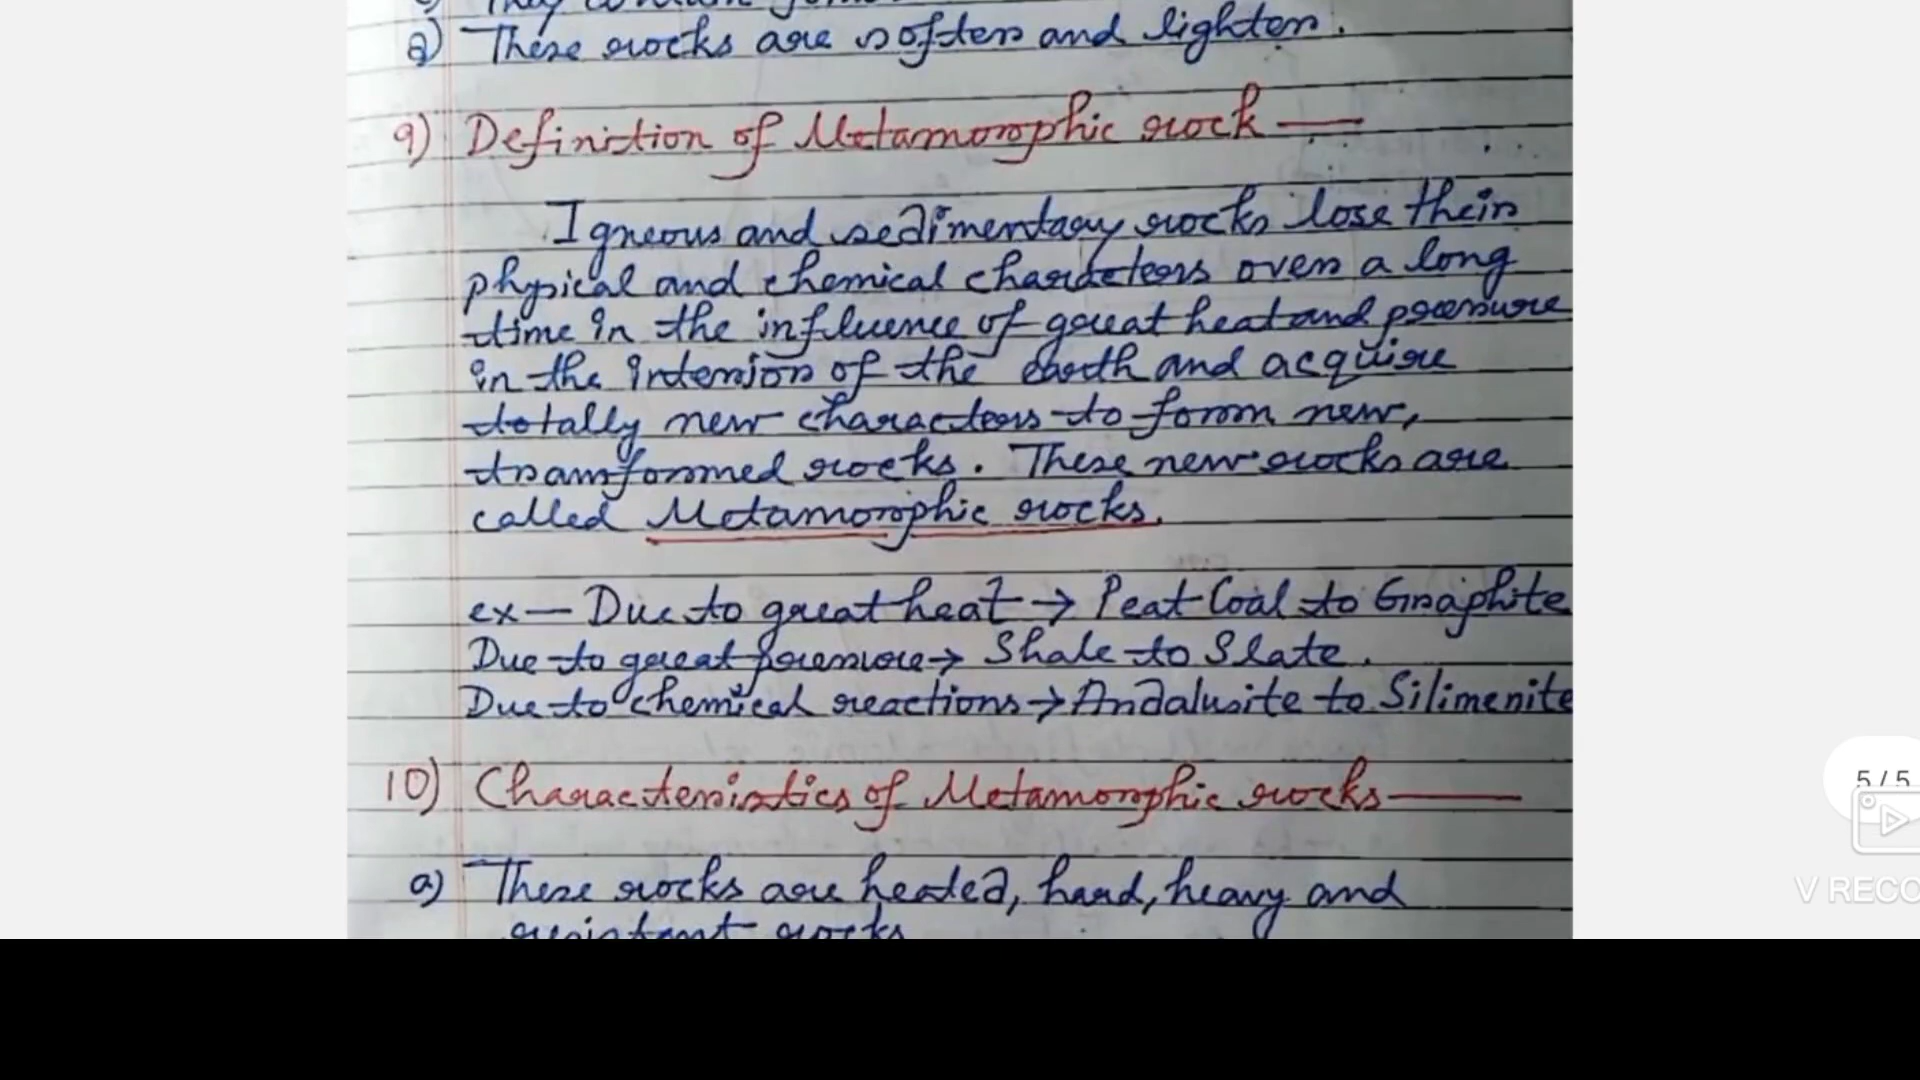 d) These rocks are softer and lighter.
9) Definition of Metamorphic rock —
Igneous and sedimentary rocks lose their
physical and chemical characters over a long
time in the influence of great heat and pressure
in the interior of the earth and acquire
totally new characters to form new,
transformed rocks. These new rocks are
called Metamorphic rocks.
ex — Due to great heat → Peat Coal to Graphite
Due to great pressure → Shale to Slate.
Due to chemical reactions → Andalusite to Silimenite
10) Characteristics of Metamorphic rocks —
a) These rocks are heated, hard, heavy and
resistant rocks
5 / 5
V RECO